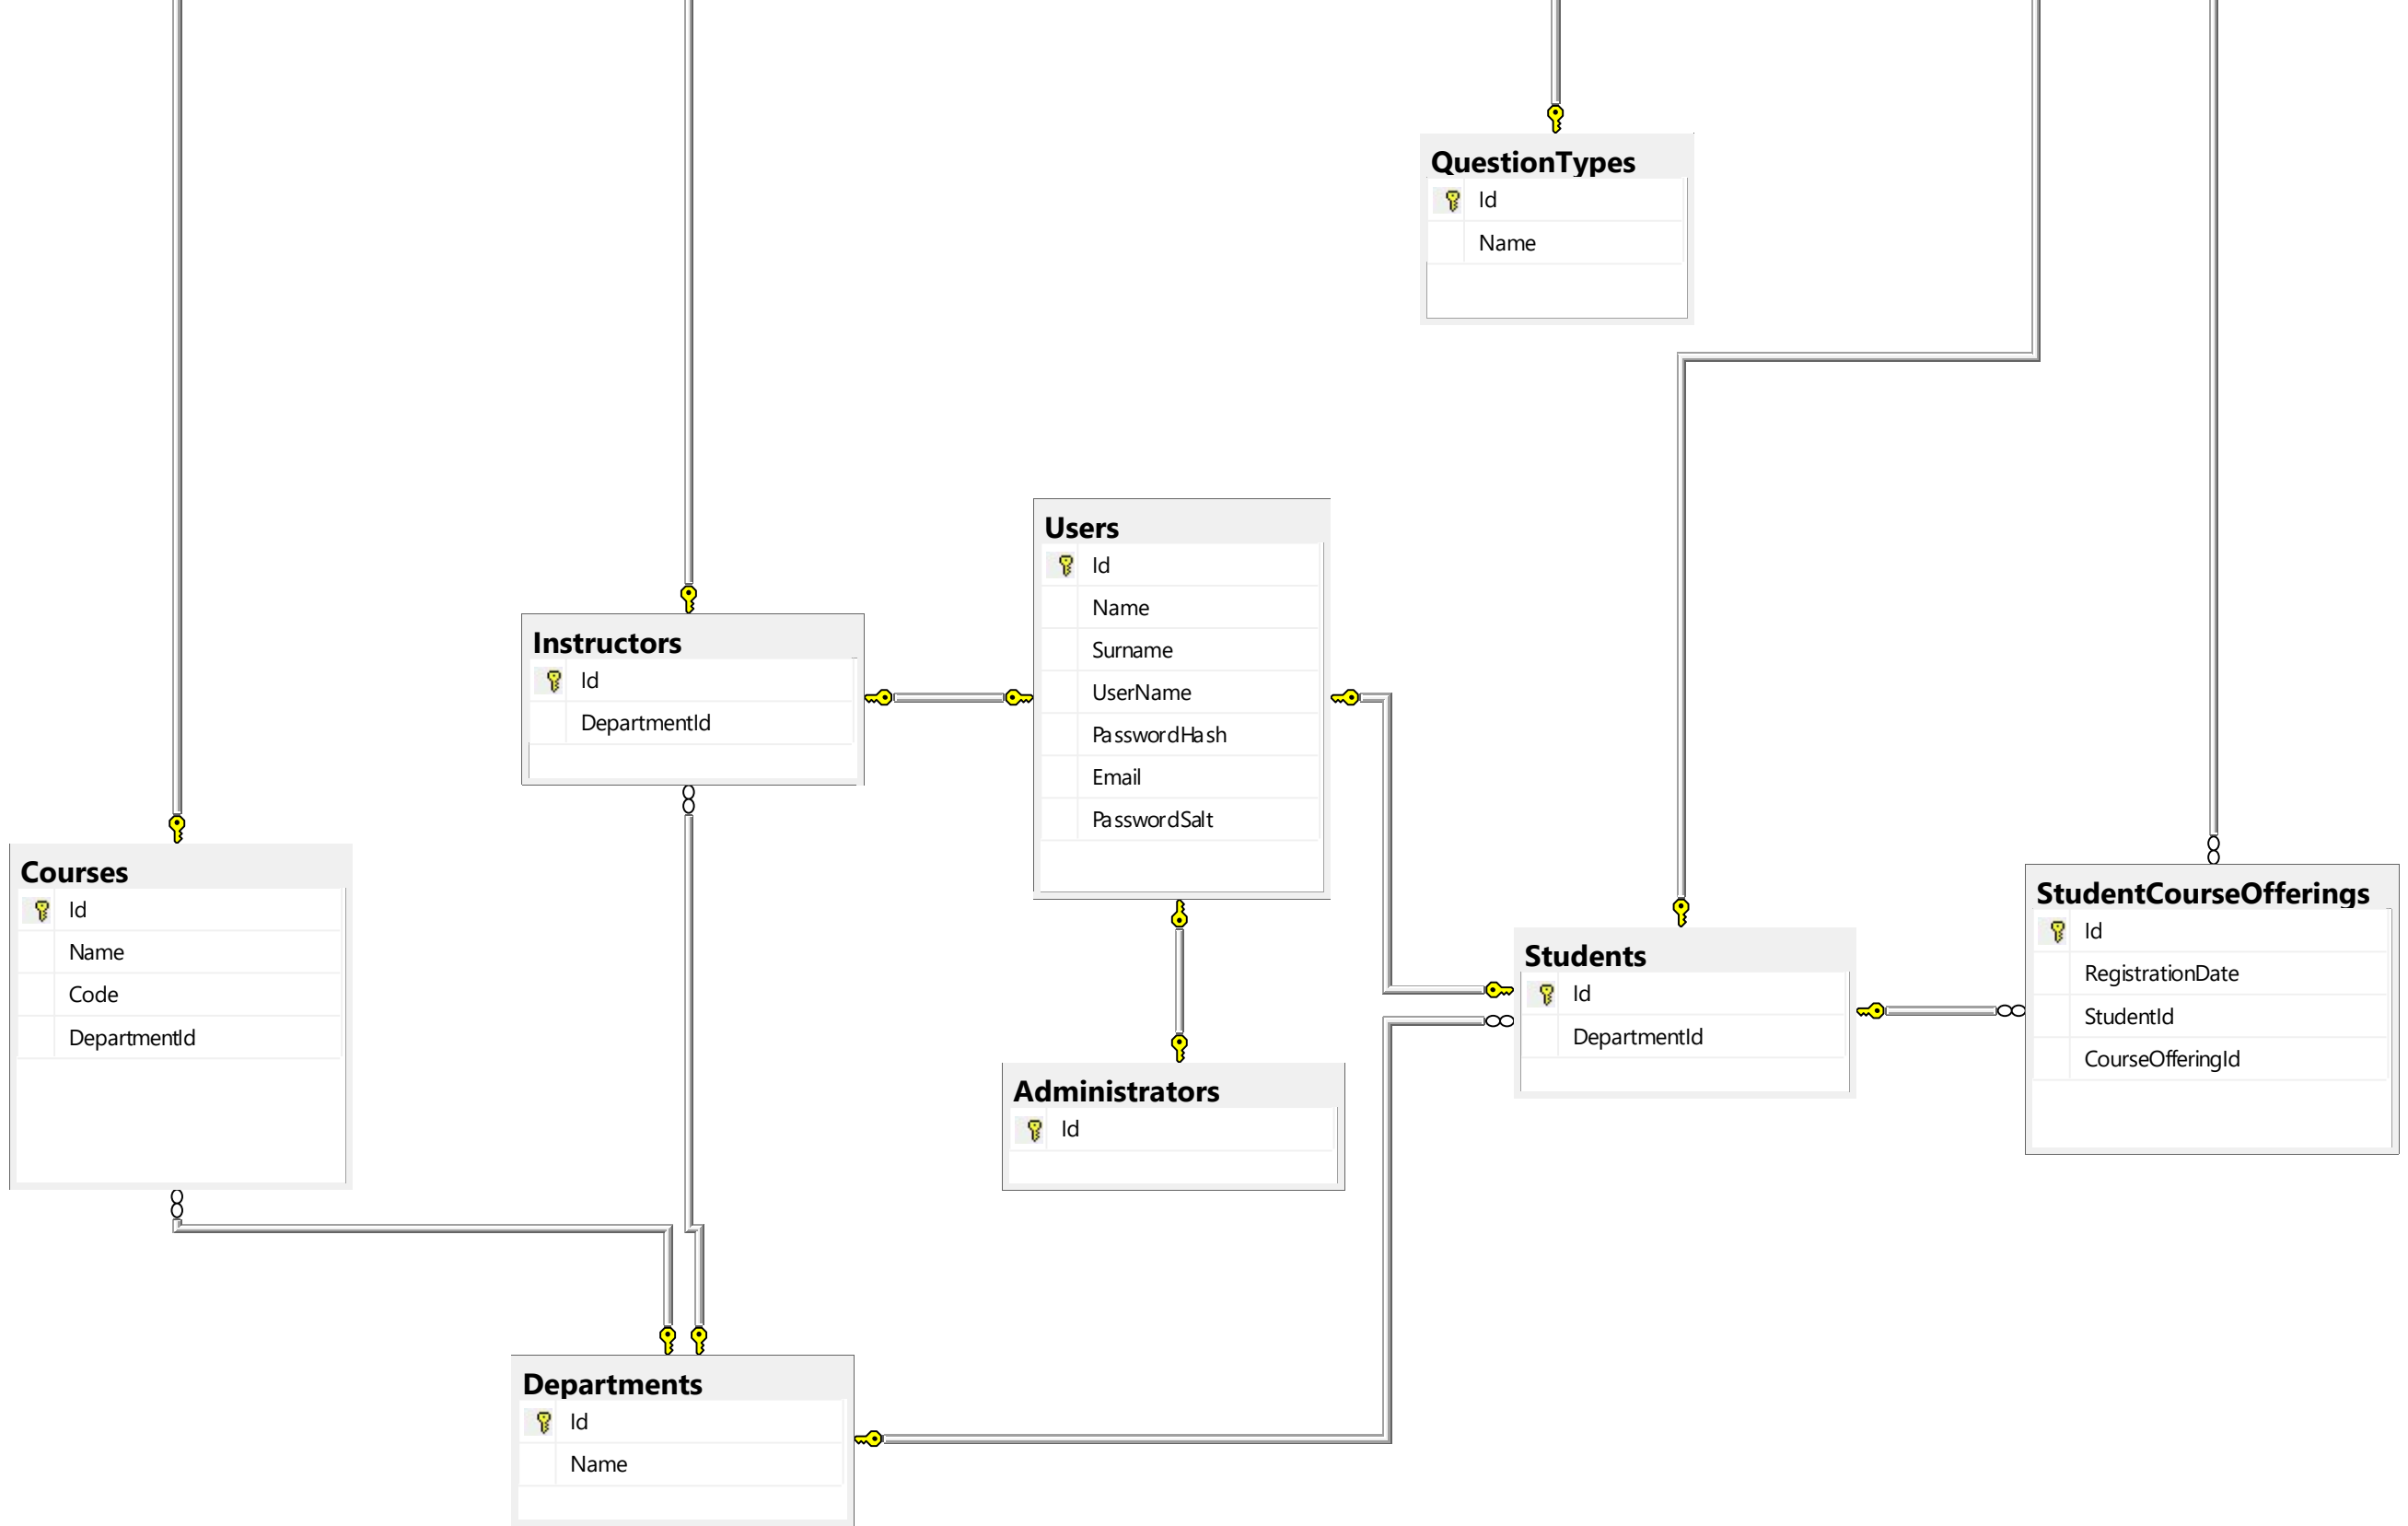 QuestionTypes
Id
Name
Users
Id
Name
Surname
UserName
PasswordHash
Email
PasswordSalt
Instructors
Id
DepartmentId
Courses
Id
Name
Code
DepartmentId
StudentCourseOfferings
Id
RegistrationDate
StudentId
CourseOfferingId
Students
Id
DepartmentId
Administrators
Id
Departments
Id
Name